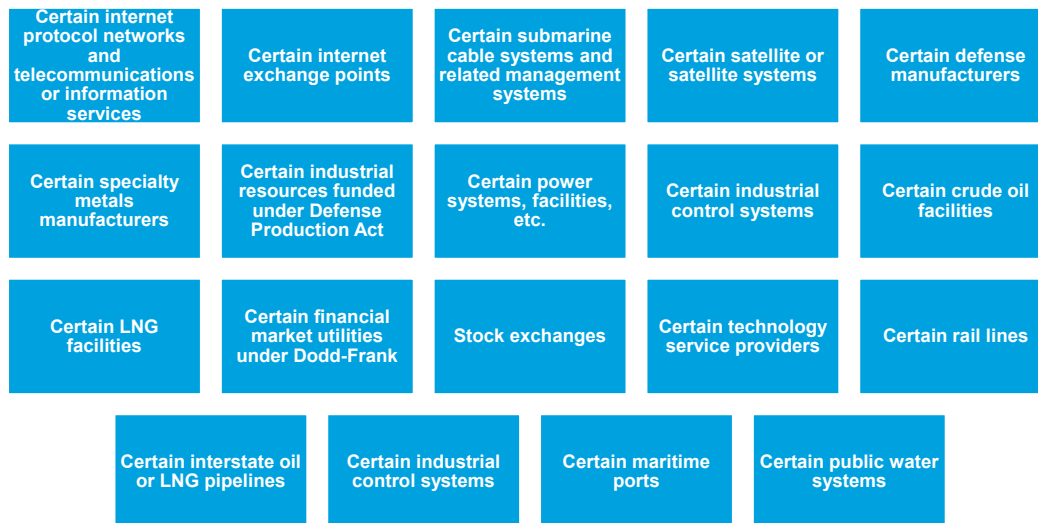 Certain internet
protocol networks
and
telecommunications
or information
services
Certain internet
exchange points
Certain submarine
cable systems and
related management
systems
Certain satellite or
satellite systems
Certain defense
manufacturers
Certain specialty
metals
manufacturers
Certain industrial
resources funded
under Defense
Production Act
Certain power
systems, facilities,
etc.
Certain industrial
control systems
Certain crude oil
facilities
Certain LNG
facilities
Certain financial
market utilities
under Dodd-Frank
Stock exchanges
Certain technology
service providers
Certain rail lines
Certain interstate oil
or LNG pipelines
Certain industrial
control systems
Certain maritime
ports
Certain public water
systems